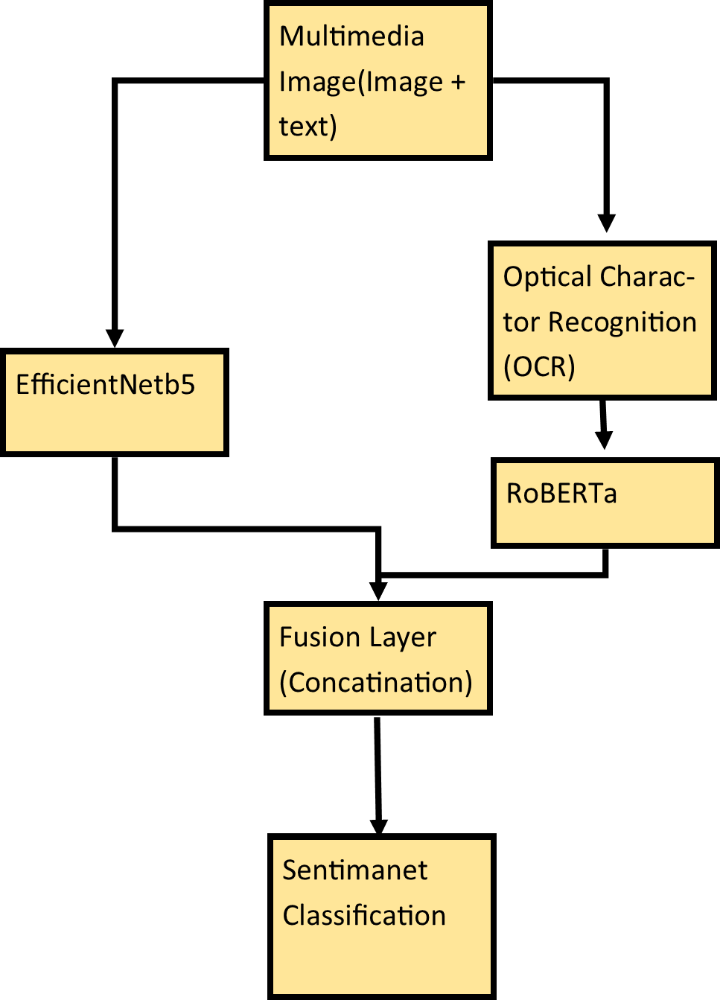 Multimedia
Image(Image +
text)
Optical Charac-
tor Recognition
(OCR)
EfficientNetb5
RoBERTa
Fusion Layer
(Concatination)
Sentimanet
Classification